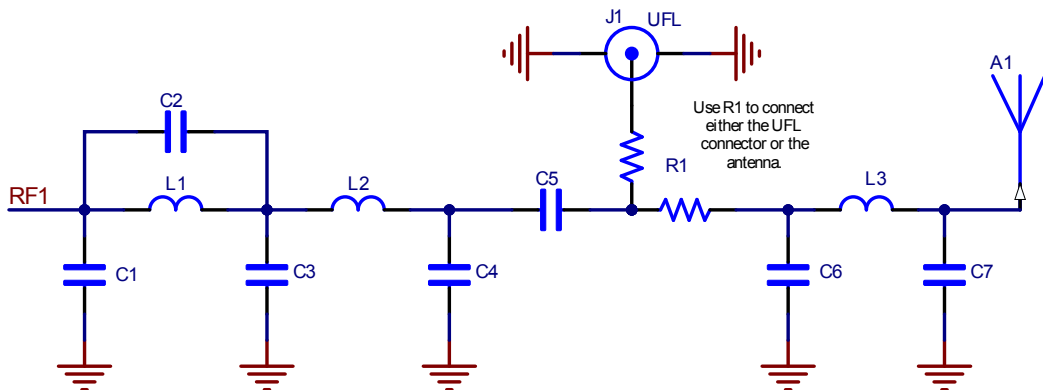 J1 UFL
A1
C2
Use R1 to connect
either the UFL
connector or the
antenna.
R1
RF1
L1
L2
C5
L3
C1
C3
C4
C6
C7